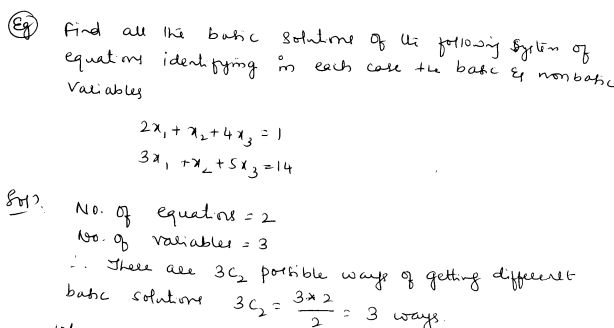 Eg Find all the basic solutions of the following system of
equations identifying in each case the basic & nonbasic
Variables
2x₁ + x₂ + 4x₃ = 1
3x₁ + x₂ + 5x₃ = 14
Sol?
No. of equations = 2
No. of variables = 3
∴ There are 3C₂ possible ways of getting different
basic solutions 3C₂ = 3*2/2 = 3 ways.